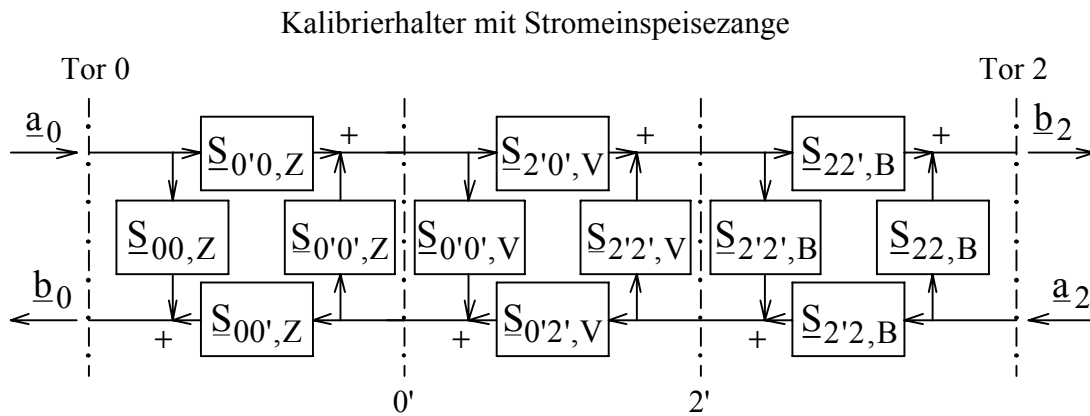 Kalibrierhalter mit Stromeinspeisezange
Tor 0 Tor 2
a0 S0'0,Z + S2'0',V + S22',B + b2
S00,Z S0'0',Z S0'0',V S2'2',V S2'2',B S22,B
b0 + S00',Z + S0'2',V + S2'2,B a2
0' 2'